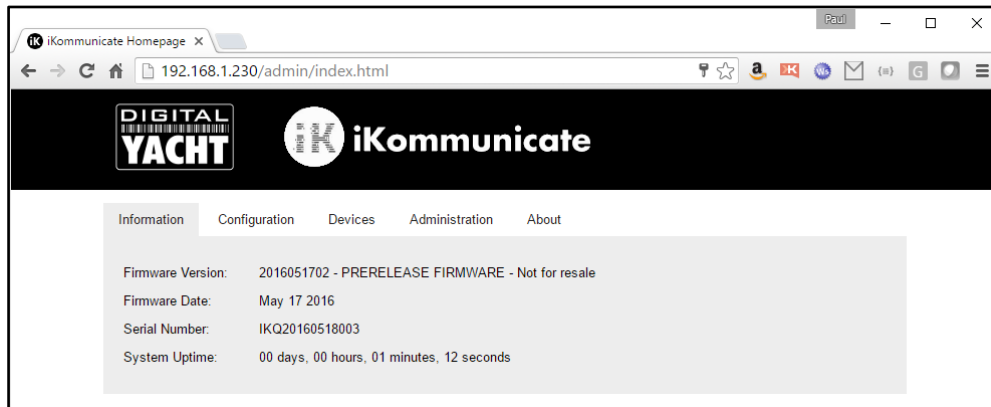 Paul
iKommunicate Homepage
192.168.1.230/admin/index.html
DIGITAL
YACHT
iK iKommunicate
Information Configuration Devices Administration About
Firmware Version: 2016051702 - PRERELEASE FIRMWARE - Not for resale
Firmware Date: May 17 2016
Serial Number: IKQ20160518003
System Uptime: 00 days, 00 hours, 01 minutes, 12 seconds